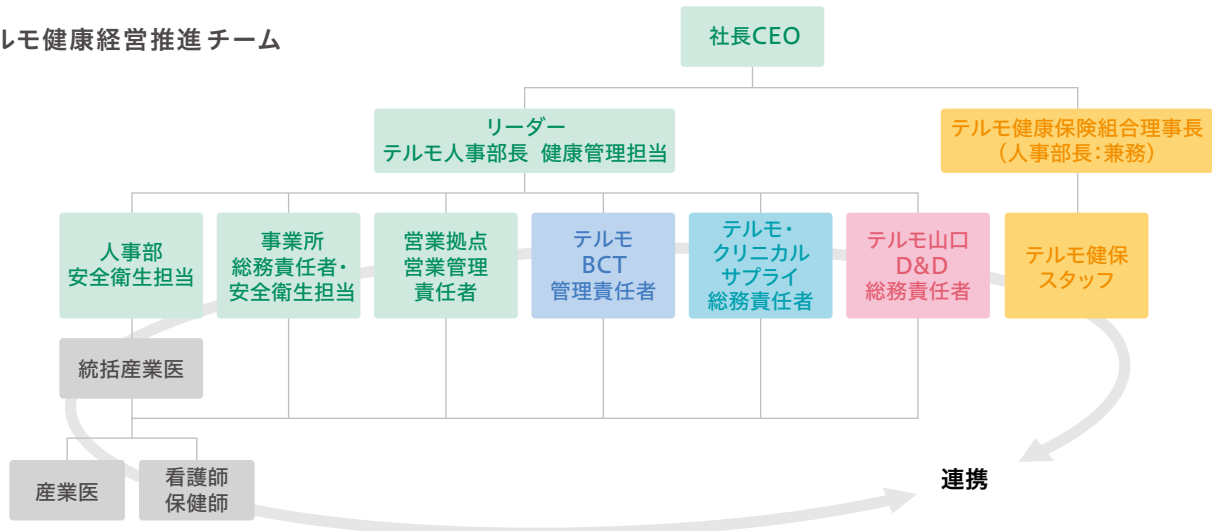 ルモ健康経営推進チーム
社長CEO
リーダー
テルモ人事部長 健康管理担当
テルモ健康保険組合理事長
（人事部長：兼務）
人事部
安全衛生担当
事業所
総務責任者・
安全衛生担当
営業拠点
営業管理
責任者
テルモ
BCT
管理責任者
テルモ・
クリニカル
サプライ
総務責任者
テルモ山口
D&D
総務責任者
テルモ健保
スタッフ
統括産業医
産業医
看護師
保健師
連携